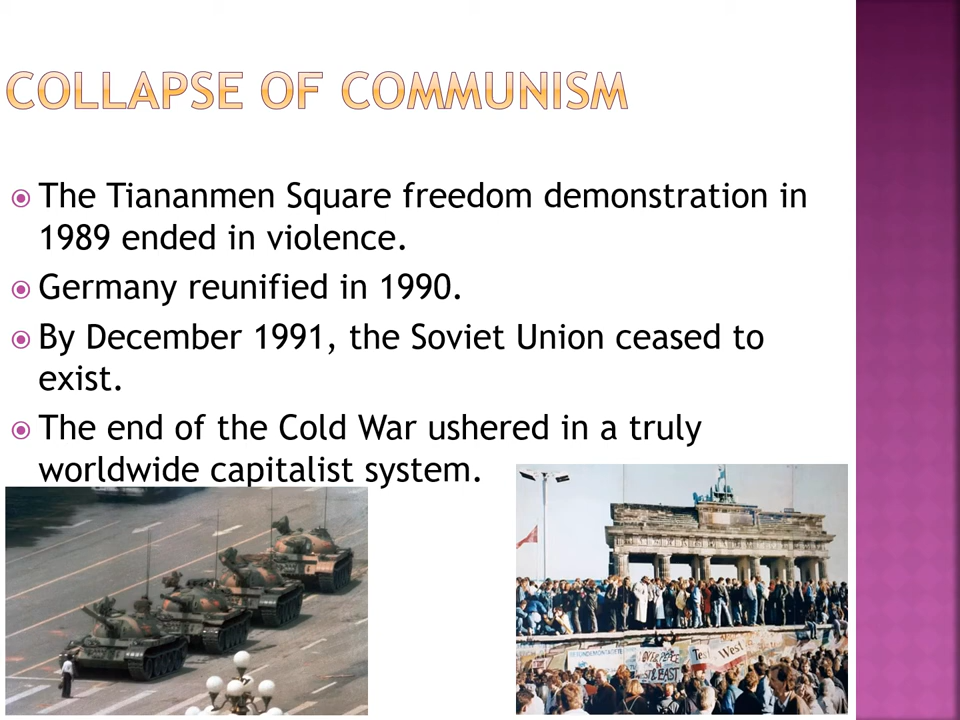 COLLAPSE OF COMMUNISM
The Tiananmen Square freedom demonstration in
1989 ended in violence.
Germany reunified in 1990.
By December 1991, the Soviet Union ceased to
exist.
The end of the Cold War ushered in a truly
worldwide capitalist system.
West